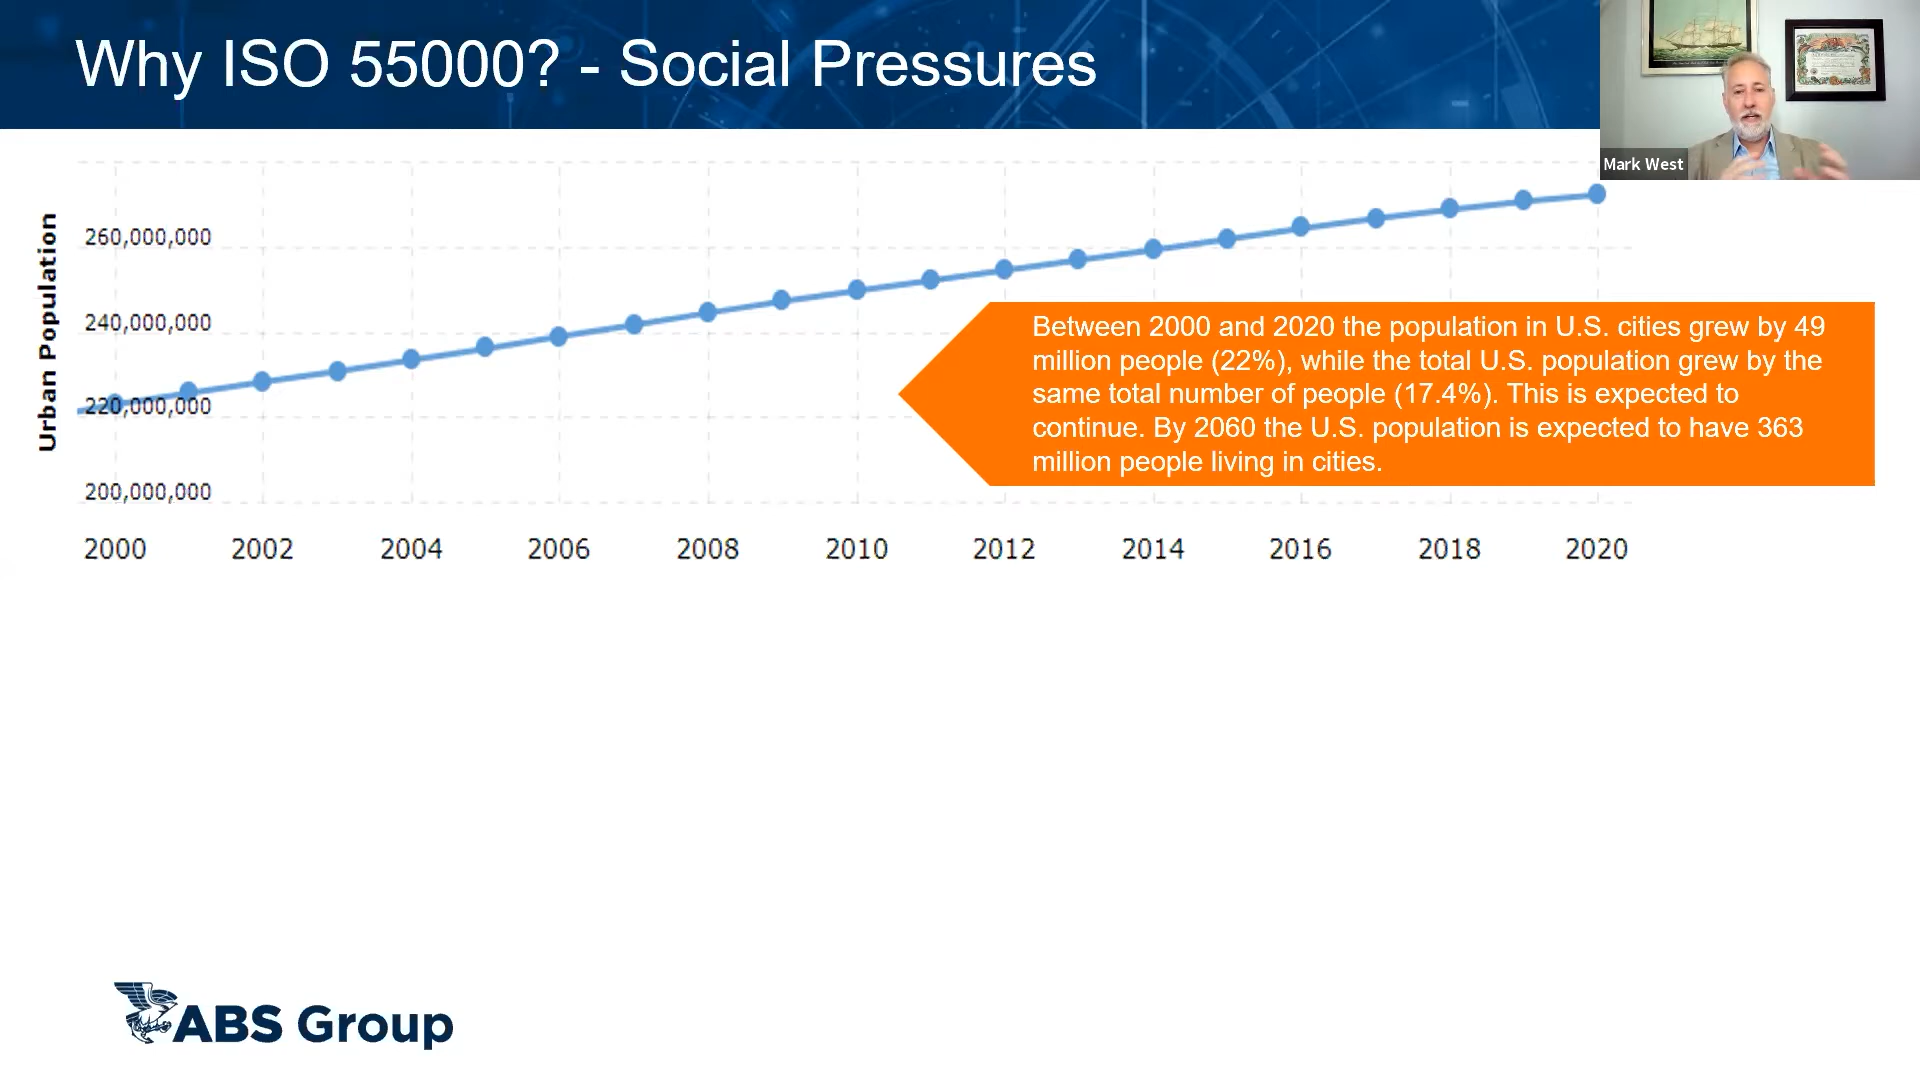 Why ISO 55000? - Social Pressures
Mark West
Urban Population
260,000,000
240,000,000
220,000,000
200,000,000
2000 2002 2004 2006 2008 2010 2012 2014 2016 2018 2020
Between 2000 and 2020 the population in U.S. cities grew by 49
million people (22%), while the total U.S. population grew by the
same total number of people (17.4%). This is expected to
continue. By 2060 the U.S. population is expected to have 363
million people living in cities.
ABS Group